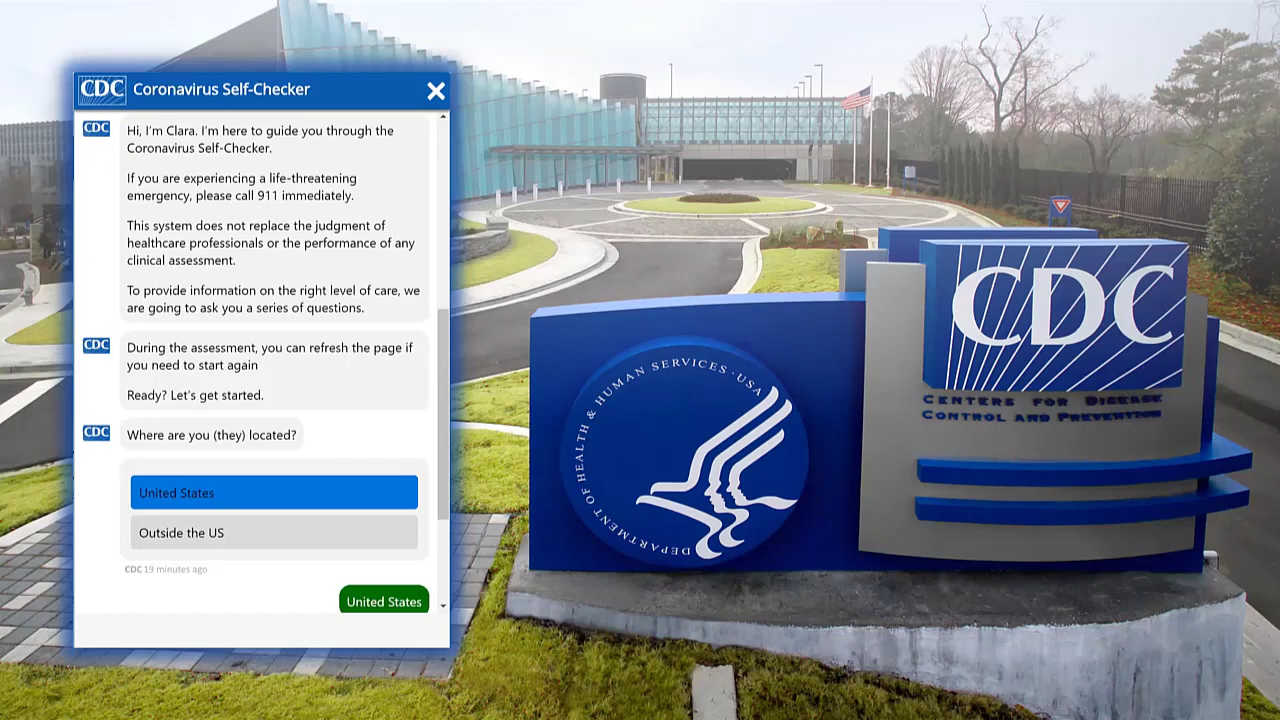 CDC
Coronavirus Self-Checker
CDC
Hi, I'm Clara. I'm here to guide you through the
Coronavirus Self-Checker.
If you are experiencing a life-threatening
emergency, please call 911 immediately.
This system does not replace the judgment of
healthcare professionals or the performance of any
clinical assessment.
To provide information on the right level of care, we
are going to ask you a series of questions.
CDC
During the assessment, you can refresh the page if
you need to start again
Ready? Let's get started.
CDC
Where are you (they) located?
United States
Outside the US
CDC 19 minutes ago
United States
CDC
CENTERS FOR DISEASE
CONTROL AND PREVENTION
DEPARTMENT OF HEALTH & HUMAN SERVICES · USA